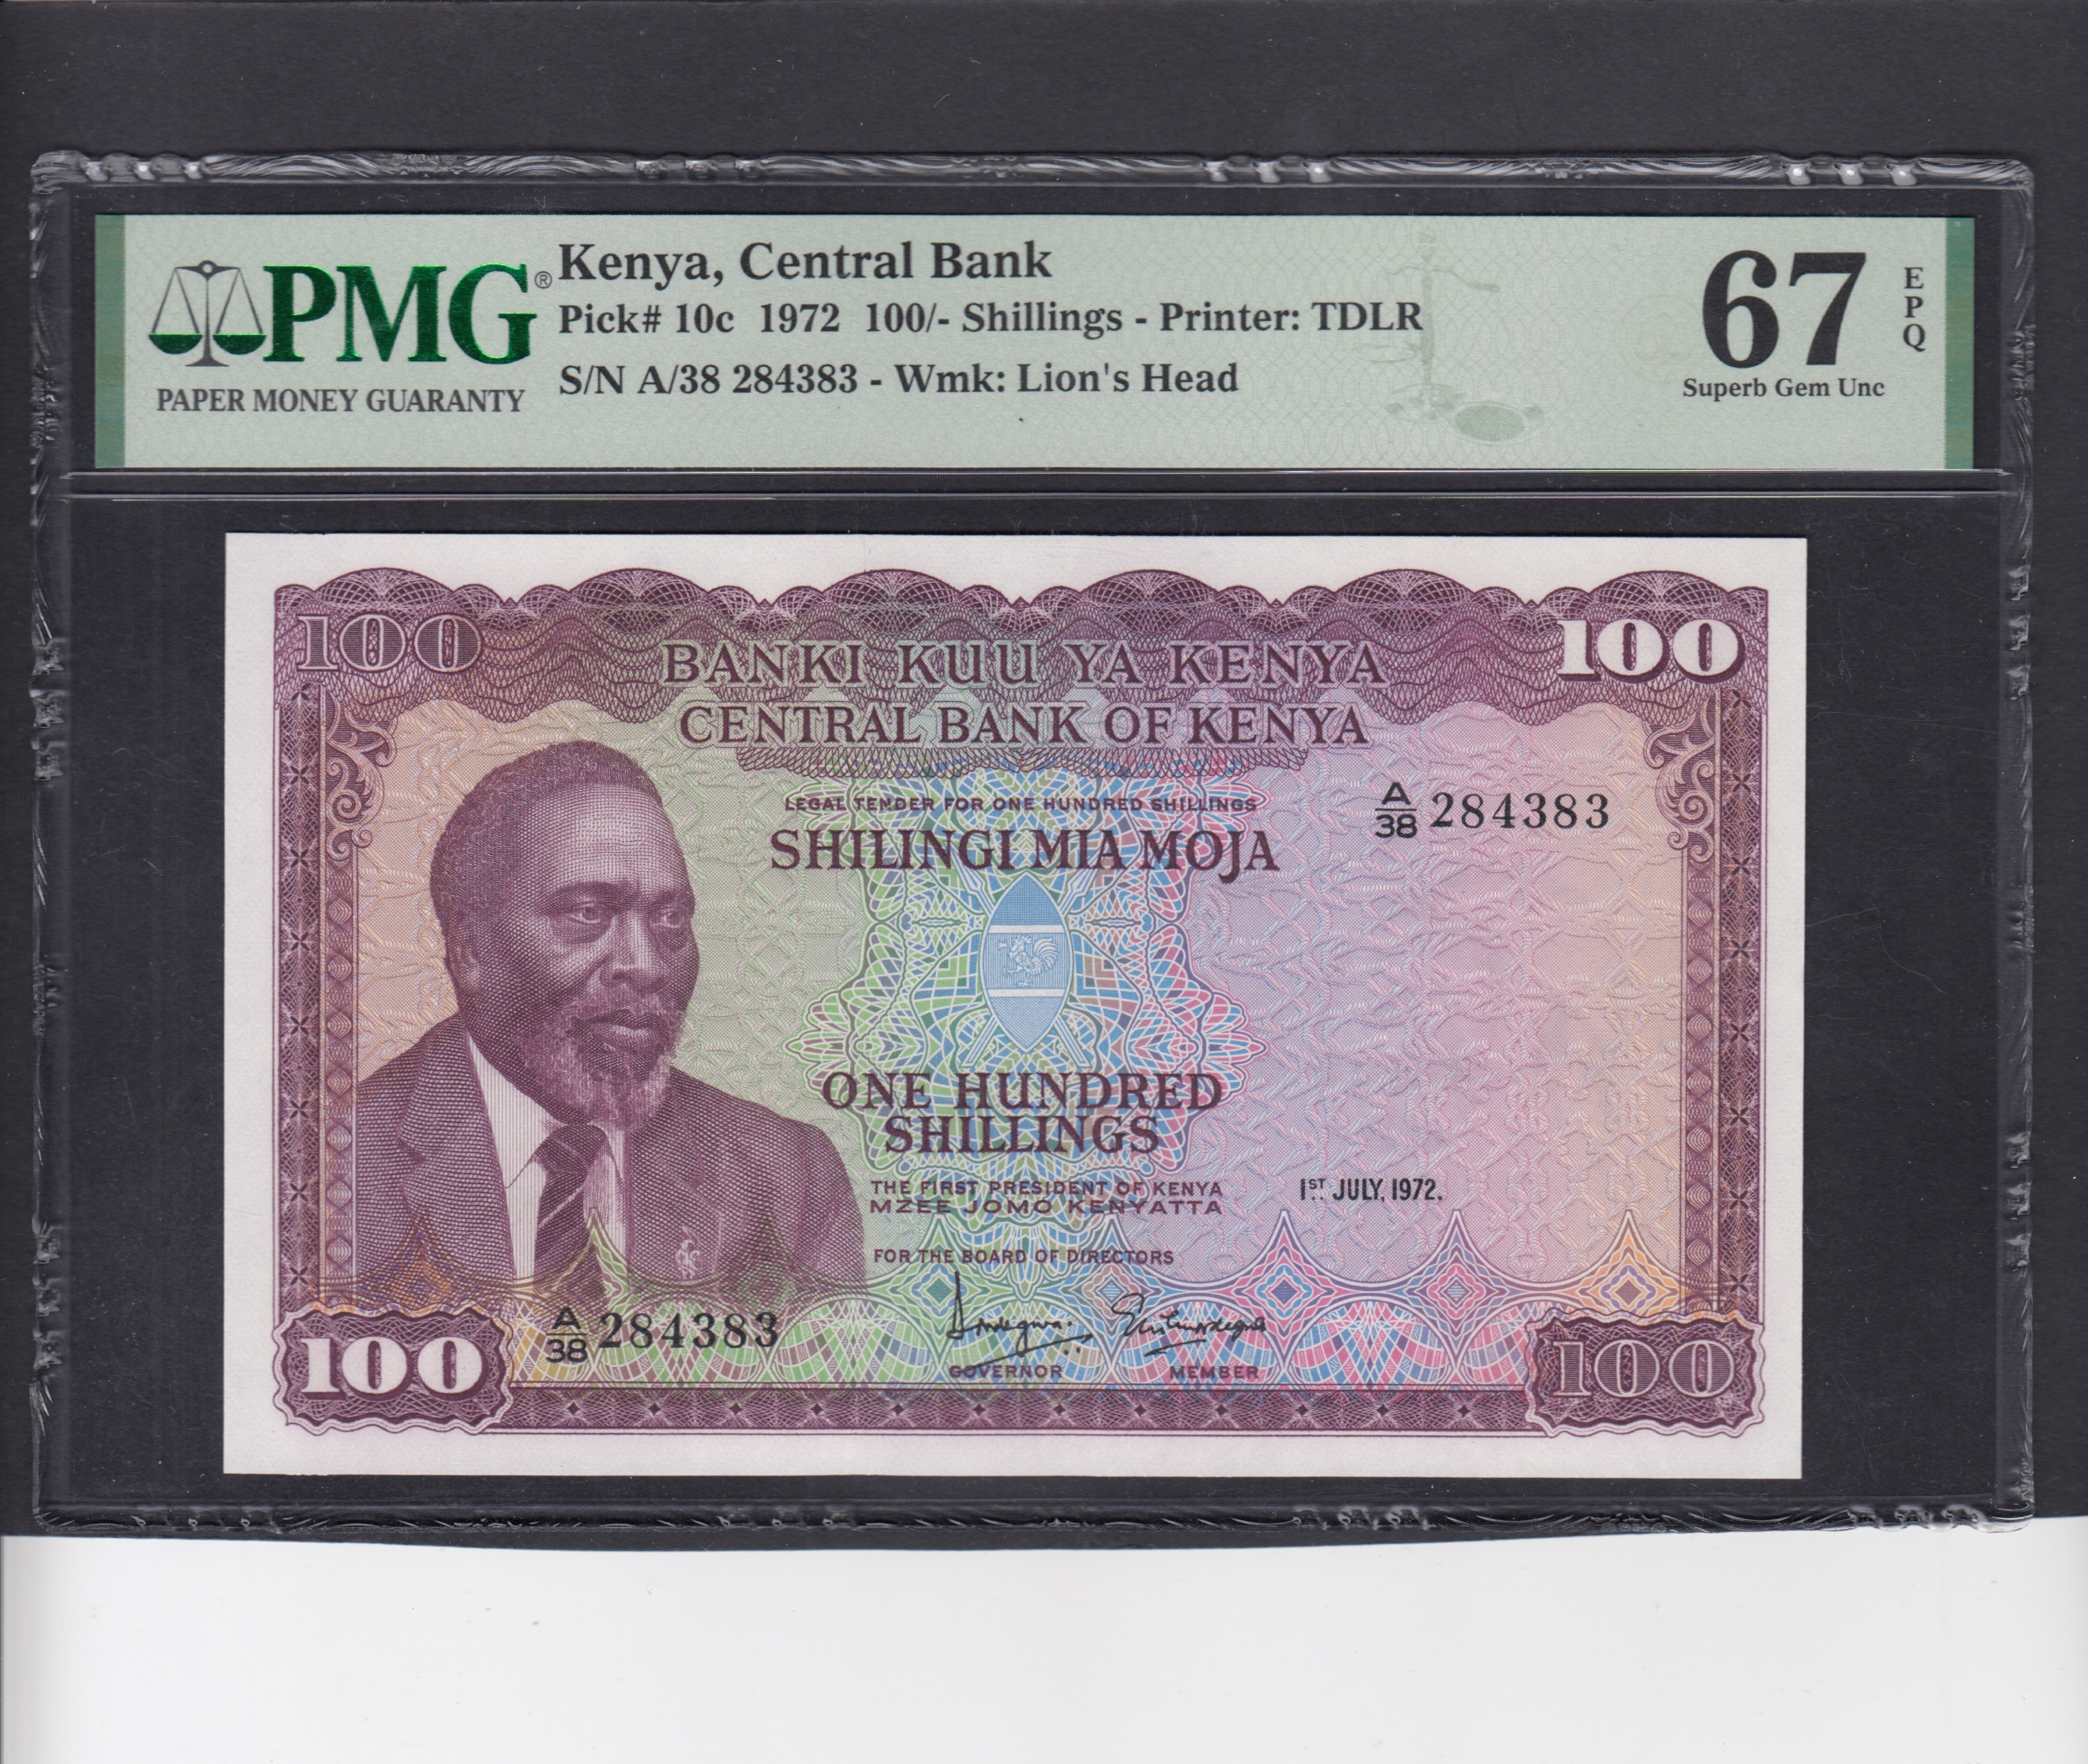 PMG®
PAPER MONEY GUARANTY
Kenya, Central Bank
Pick# 10c 1972 100/- Shillings - Printer: TDLR
S/N A/38 284383 - Wmk: Lion's Head
67
EPQ
Superb Gem Unc
100
100
BANKI KUU YA KENYA
CENTRAL BANK OF KENYA
LEGAL TENDER FOR ONE HUNDRED SHILLINGS
A/38 284383
SHILINGI MIA MOJA
ONE HUNDRED
SHILLINGS
THE FIRST PRESIDENT OF KENYA
MZEE JOMO KENYATTA
1ST JULY, 1972.
FOR THE BOARD OF DIRECTORS
A/38 284383
GOVERNOR
MEMBER
100
100